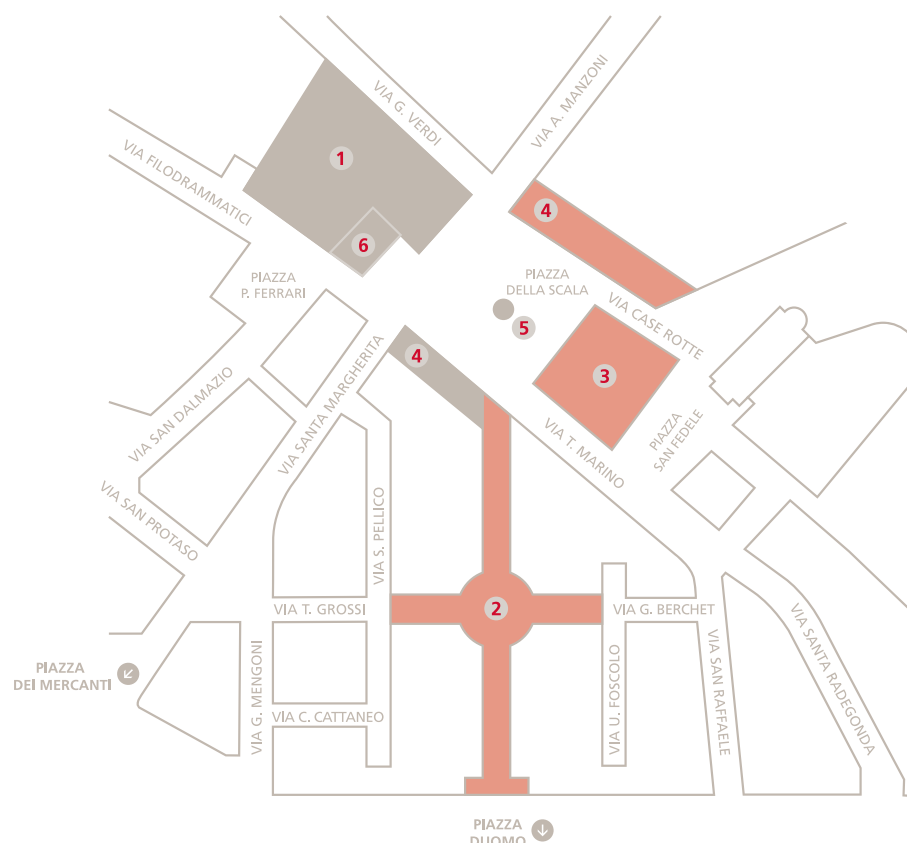 VIA G. VERDI
VIA A. MANZONI
1
VIA FILODRAMMATICI
4
6
PIAZZA
P. FERRARI
PIAZZA
DELLA SCALA
5
VIA CASE ROTTE
4
3
VIA SANTA MARGHERITA
VIA SAN DALMAZIO
VIA T. MARINO
PIAZZA
SAN FEDELE
VIA SAN PROTASO
VIA S. PELLICO
VIA T. GROSSI
2
VIA G. BERCHET
PIAZZA
DEI MERCANTI
VIA G. MENGONI
VIA C. CATTANEO
VIA U. FOSCOLO
VIA SAN RAFFAELE
VIA SANTA RADEGONDA
PIAZZA
DUOMO